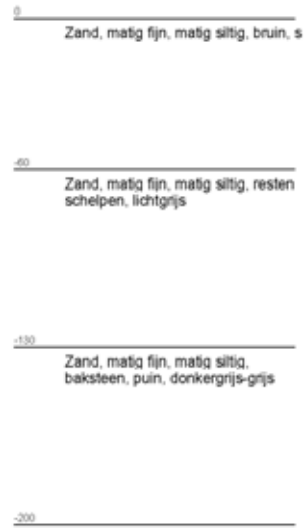 0
Zand, matig fijn, matig siltig, bruin, s
-60
Zand, matig fijn, matig siltig, resten
schelpen, lichtgrijs
-130
Zand, matig fijn, matig siltig,
baksteen, puin, donkergrijs-grijs
-200